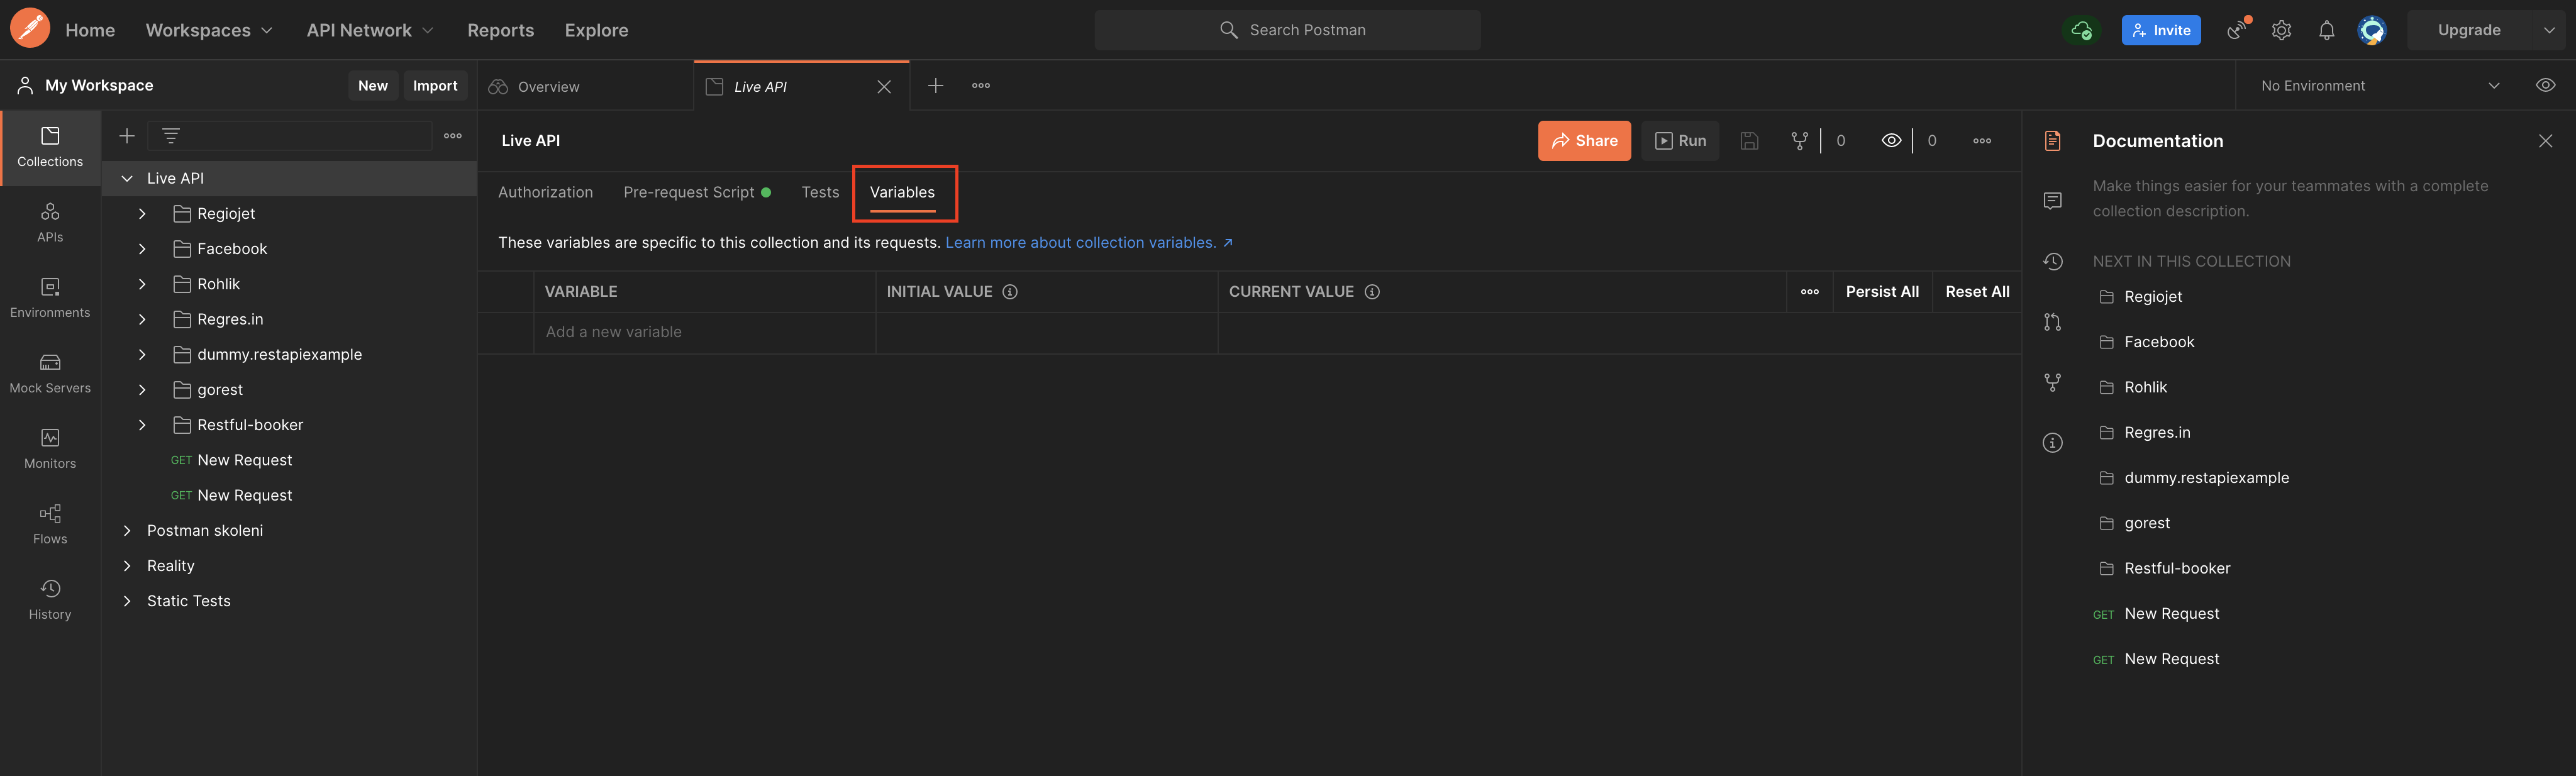 Home Workspaces API Network Reports Explore Search Postman Invite Upgrade
My Workspace New Import Overview Live API No Environment
Collections
APIs
Environments
Mock Servers
Monitors
Flows
History
Live API
Regiojet
Facebook
Rohlik
Regres.in
dummy.restapiexample
gorest
Restful-booker
GET New Request
GET New Request
Postman skoleni
Reality
Static Tests
Live API Share Run 0 0
Authorization Pre-request Script Tests Variables
These variables are specific to this collection and its requests. Learn more about collection variables. ↗
VARIABLE INITIAL VALUE CURRENT VALUE Persist All Reset All
Add a new variable
Documentation
Make things easier for your teammates with a complete
collection description.
NEXT IN THIS COLLECTION
Regiojet
Facebook
Rohlik
Regres.in
dummy.restapiexample
gorest
Restful-booker
GET New Request
GET New Request